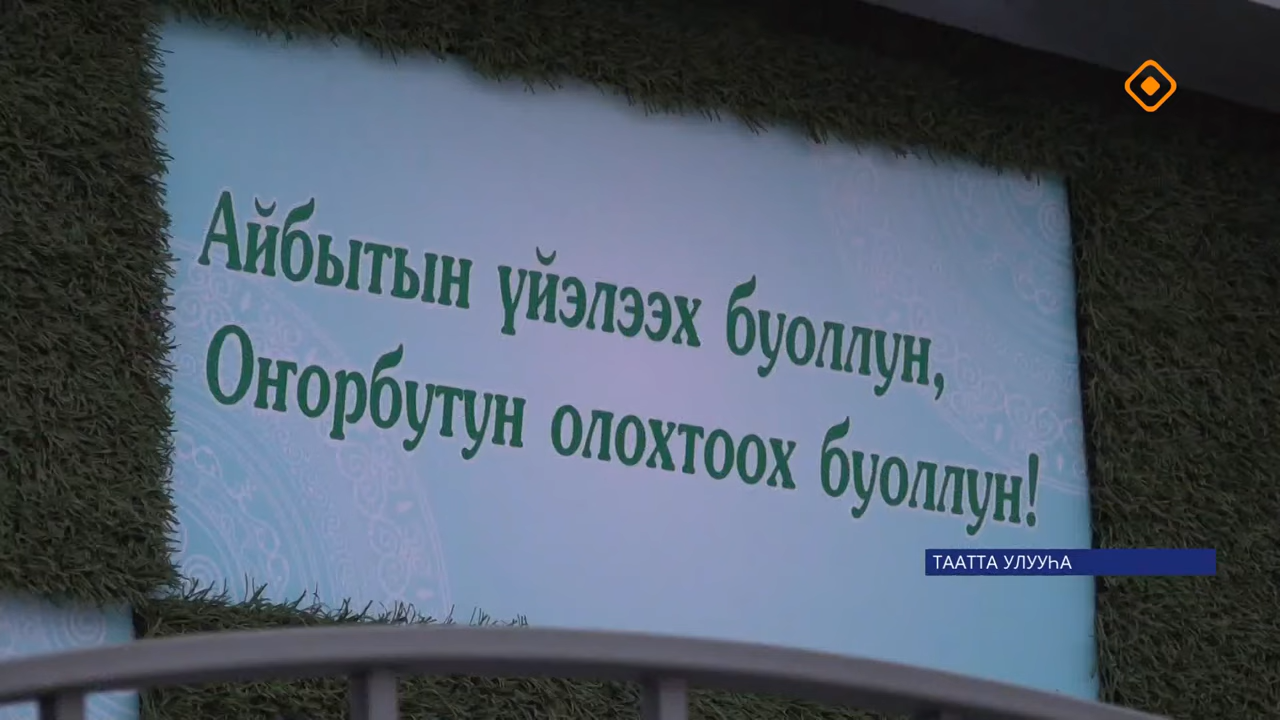 Айбытын үйэлээх буоллун,
Оҥорбутун олохтоох буоллун!
ТААТТА УЛУУҺА